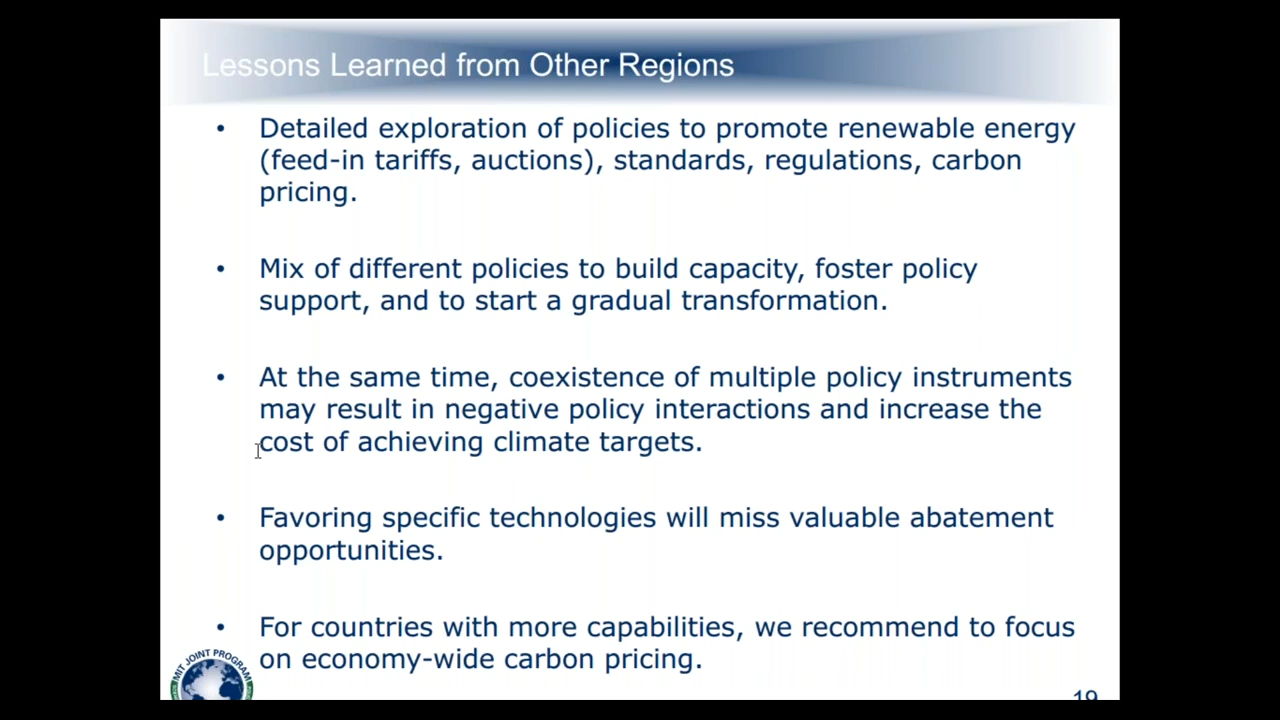 Lessons Learned from Other Regions
• Detailed exploration of policies to promote renewable energy
(feed-in tariffs, auctions), standards, regulations, carbon
pricing.
• Mix of different policies to build capacity, foster policy
support, and to start a gradual transformation.
• At the same time, coexistence of multiple policy instruments
may result in negative policy interactions and increase the
cost of achieving climate targets.
• Favoring specific technologies will miss valuable abatement
opportunities.
• For countries with more capabilities, we recommend to focus
on economy-wide carbon pricing.
MIT JOINT PROGRAM
19